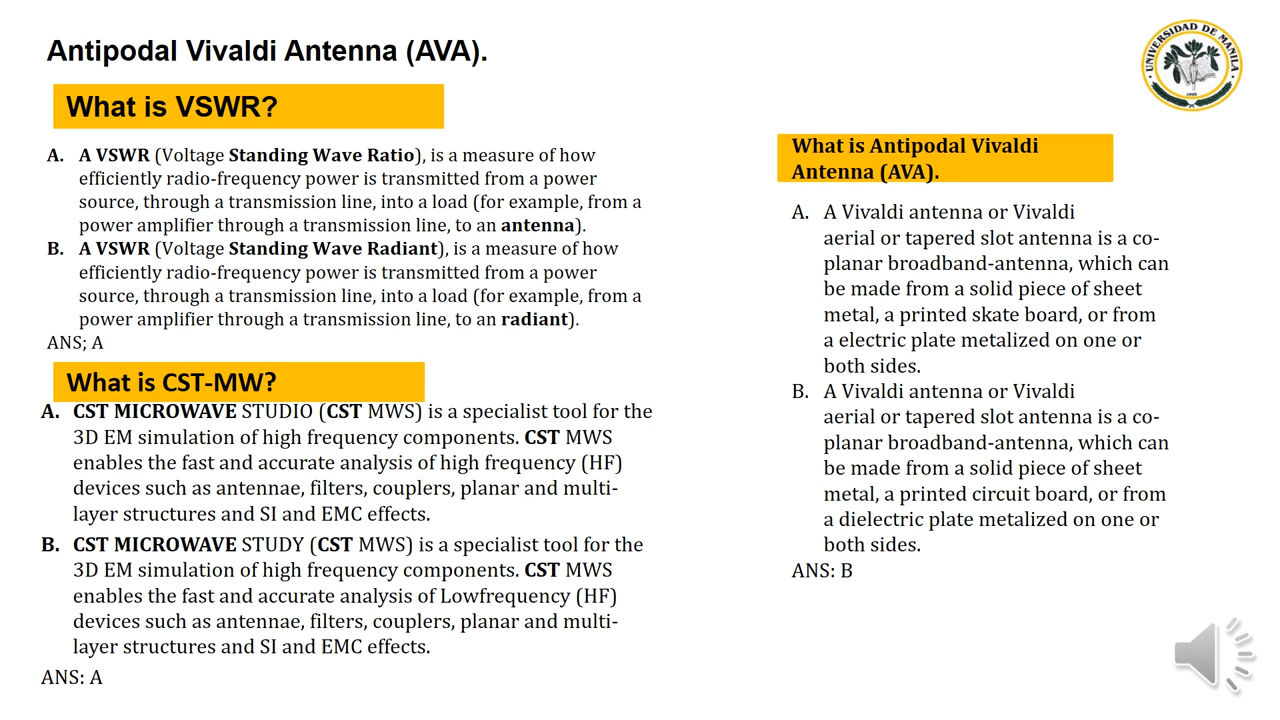 Antipodal Vivaldi Antenna (AVA).
UNIVERSIDAD DE MANILA
What is VSWR?
A. A VSWR (Voltage Standing Wave Ratio), is a measure of how
efficiently radio-frequency power is transmitted from a power
source, through a transmission line, into a load (for example, from a
power amplifier through a transmission line, to an antenna).
B. A VSWR (Voltage Standing Wave Radiant), is a measure of how
efficiently radio-frequency power is transmitted from a power
source, through a transmission line, into a load (for example, from a
power amplifier through a transmission line, to an radiant).
ANS; A
What is CST-MW?
A. CST MICROWAVE STUDIO (CST MWS) is a specialist tool for the
3D EM simulation of high frequency components. CST MWS
enables the fast and accurate analysis of high frequency (HF)
devices such as antennae, filters, couplers, planar and multi-
layer structures and SI and EMC effects.
B. CST MICROWAVE STUDY (CST MWS) is a specialist tool for the
3D EM simulation of high frequency components. CST MWS
enables the fast and accurate analysis of Lowfrequency (HF)
devices such as antennae, filters, couplers, planar and multi-
layer structures and SI and EMC effects.
ANS: A
What is Antipodal Vivaldi
Antenna (AVA).
A. A Vivaldi antenna or Vivaldi
aerial or tapered slot antenna is a co-
planar broadband-antenna, which can
be made from a solid piece of sheet
metal, a printed skate board, or from
a electric plate metalized on one or
both sides.
B. A Vivaldi antenna or Vivaldi
aerial or tapered slot antenna is a co-
planar broadband-antenna, which can
be made from a solid piece of sheet
metal, a printed circuit board, or from
a dielectric plate metalized on one or
both sides.
ANS: B